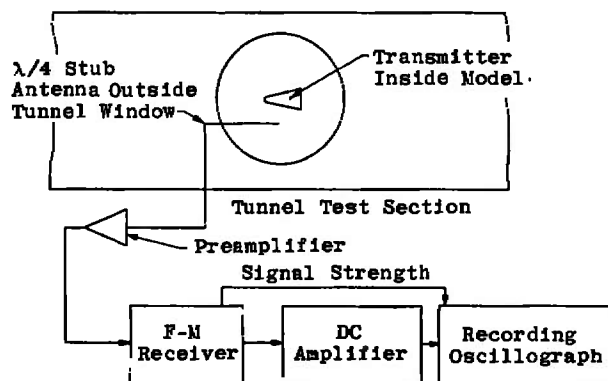 λ/4 Stub
Antenna Outside
Tunnel Window
Transmitter
Inside Model.
Tunnel Test Section
Preamplifier
Signal Strength
F-M
Receiver
DC
Amplifier
Recording
Oscillograph